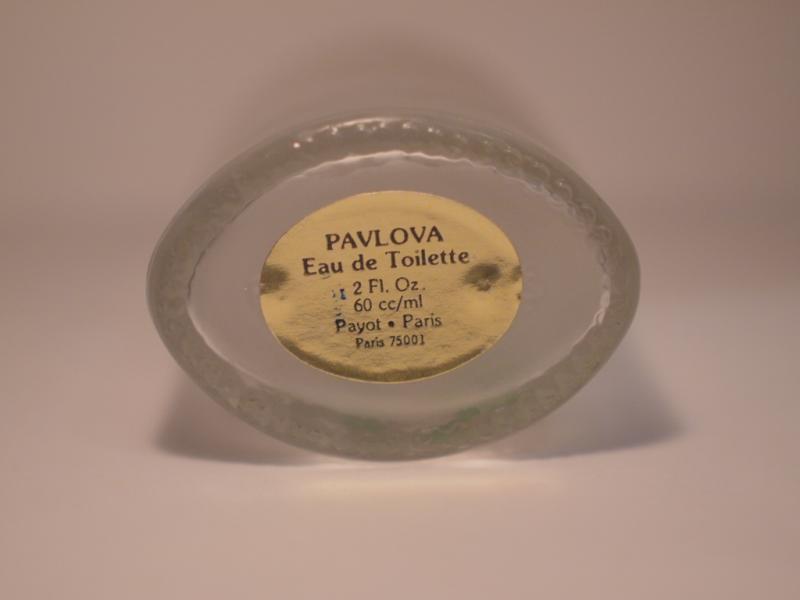 PAVLOVA
Eau de Toilette
2 Fl. Oz.
60 cc/ml
Payot • Paris
Paris 75001